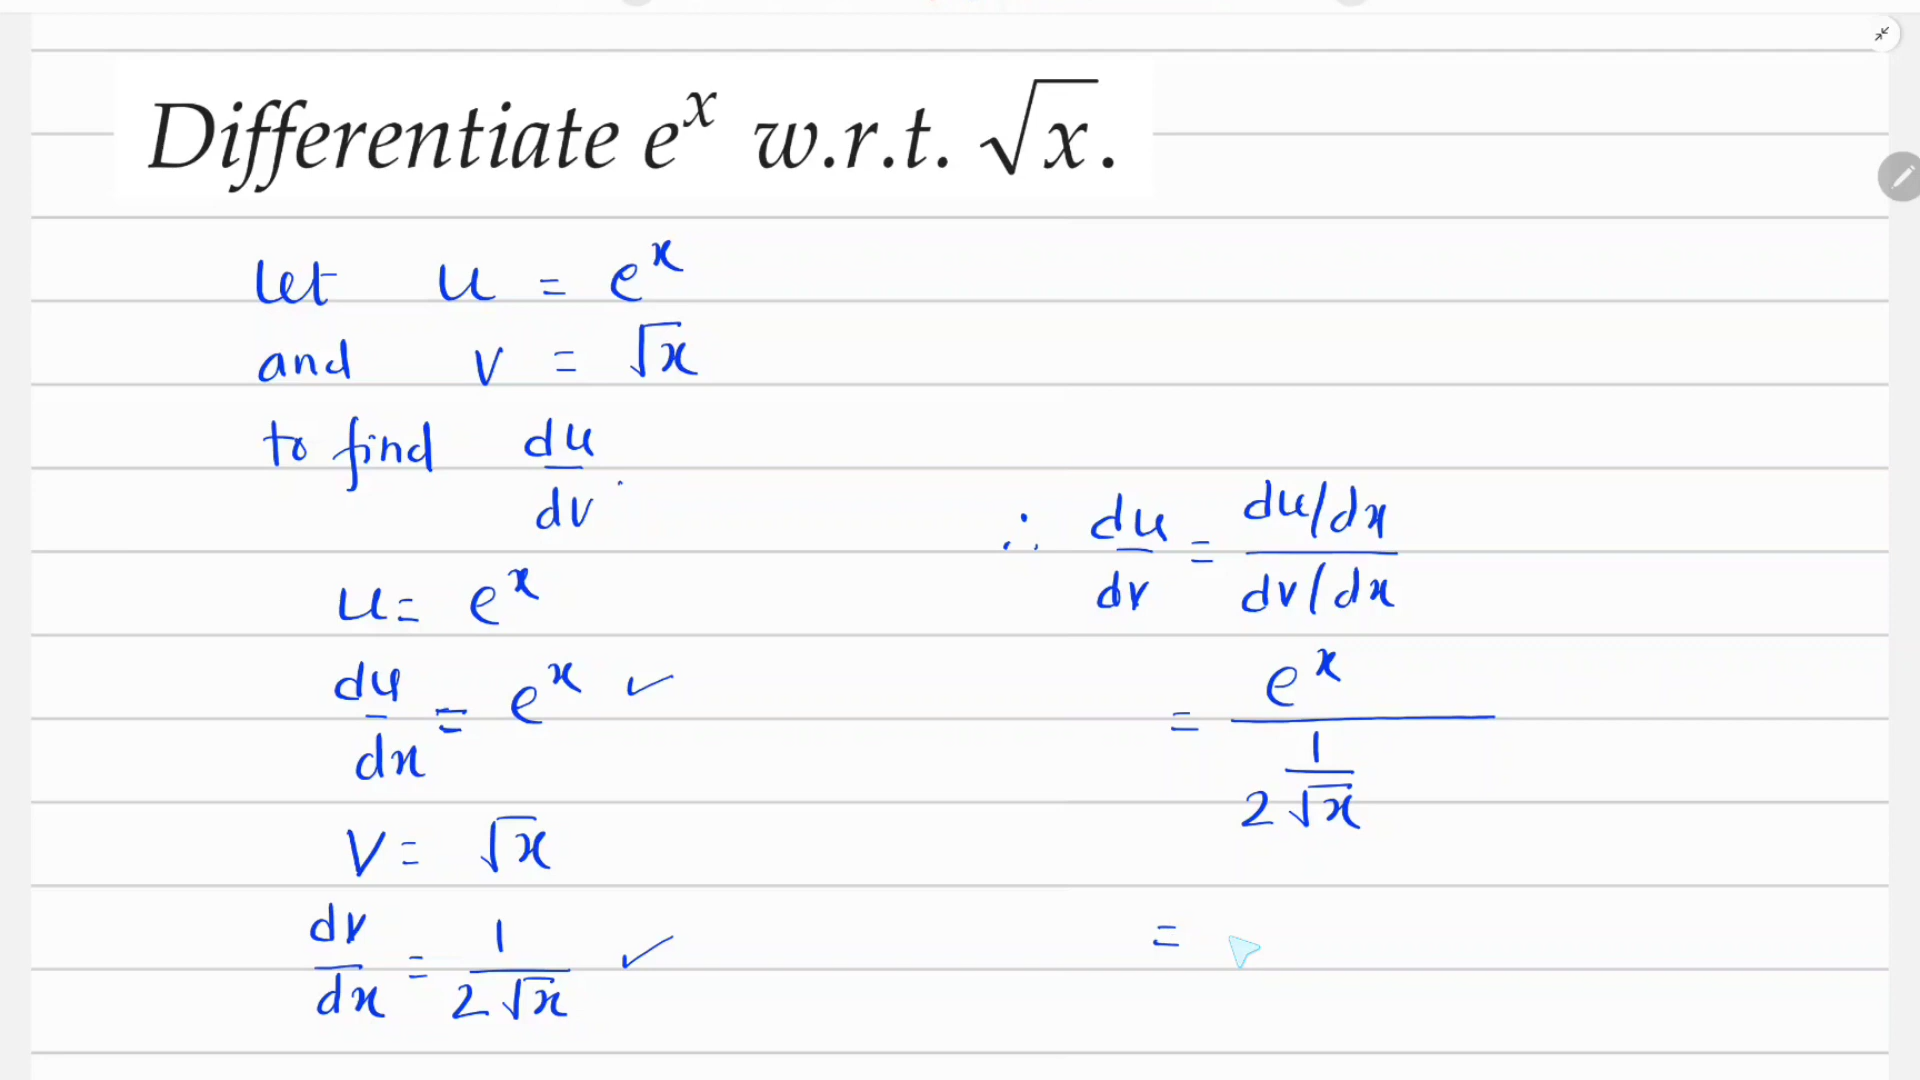 Differentiate e^x w.r.t. √x.
let u = e^x
and v = √x
to find du/dv.
u = e^x
du/dx = e^x ✓
v = √x
dv/dx = 1/(2√x) ✓
∴ du/dv = (du/dx)/(dv/dx)
= e^x/(1/(2√x))
=